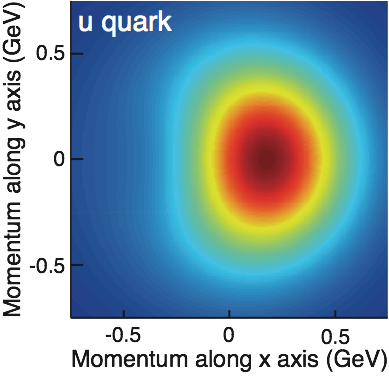 u quark
Momentum along y axis (GeV)
0.5
0
-0.5
-0.5
0
0.5
Momentum along x axis (GeV)